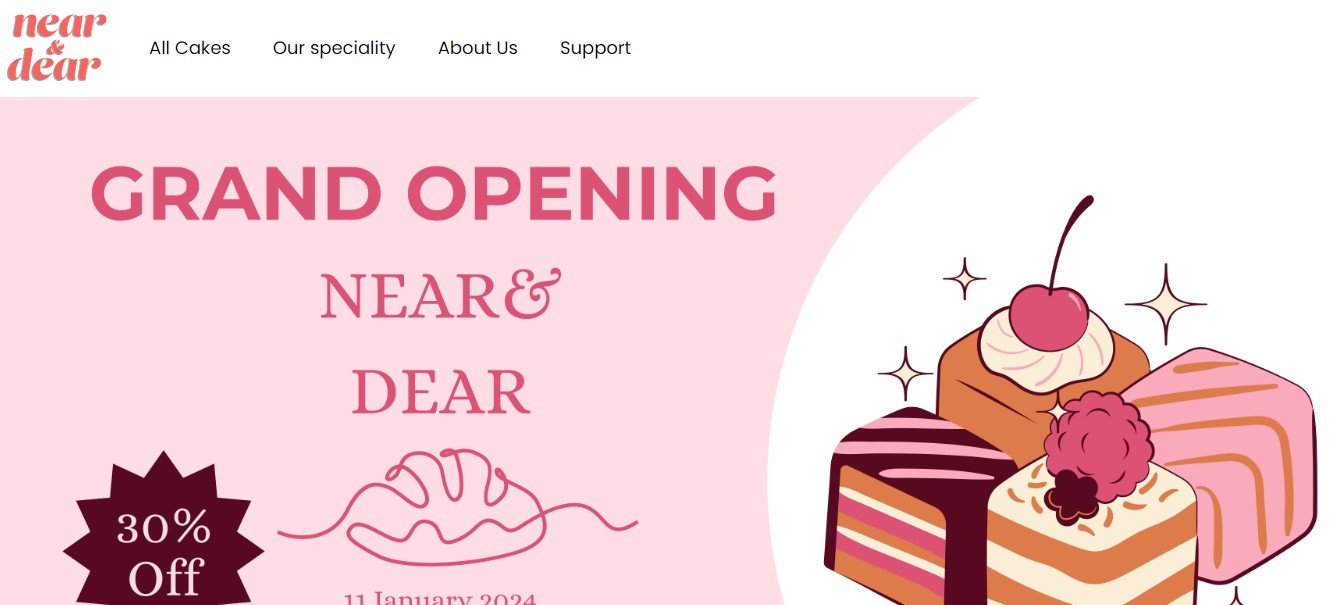 near
&
dear
All Cakes
Our speciality
About Us
Support
GRAND OPENING
NEAR&
DEAR
30%
Off
11 January 2024